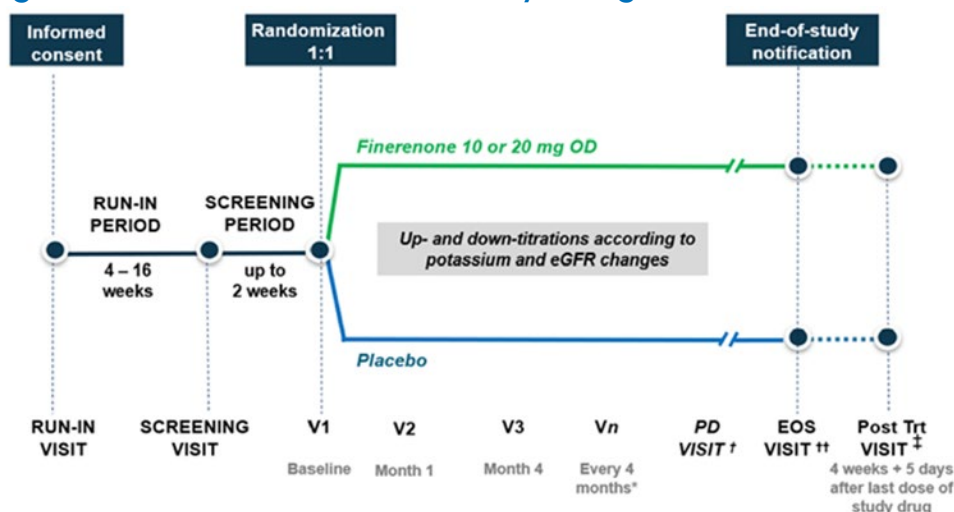 Informed
consent
Randomization
1:1
End-of-study
notification
Finerenone 10 or 20 mg OD
RUN-IN
PERIOD
SCREENING
PERIOD
4 – 16
weeks
up to
2 weeks
Up- and down-titrations according to
potassium and eGFR changes
Placebo
RUN-IN
VISIT
SCREENING
VISIT
V1
Baseline
V2
Month 1
V3
Month 4
Vn
Every 4
months*
PD
VISIT †
EOS
VISIT ††
Post Trt
VISIT ‡
4 weeks + 5 days
after last dose of
study drug